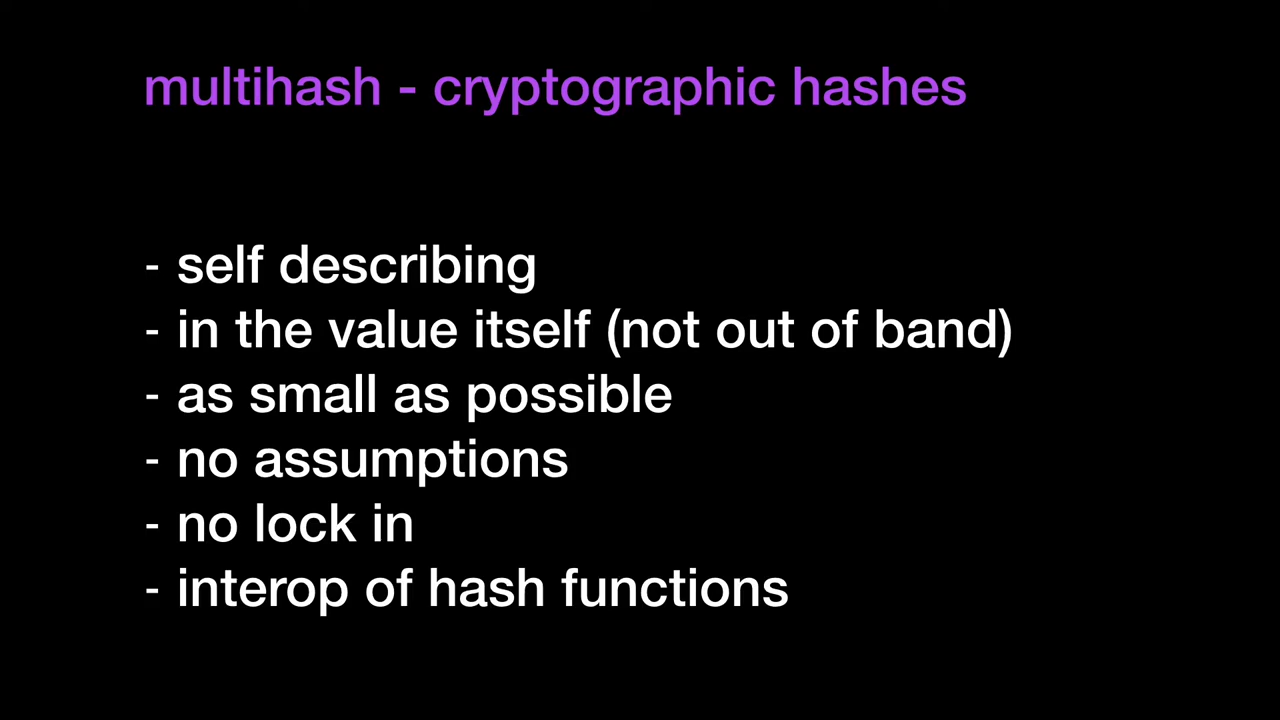 multihash - cryptographic hashes
- self describing
- in the value itself (not out of band)
- as small as possible
- no assumptions
- no lock in
- interop of hash functions